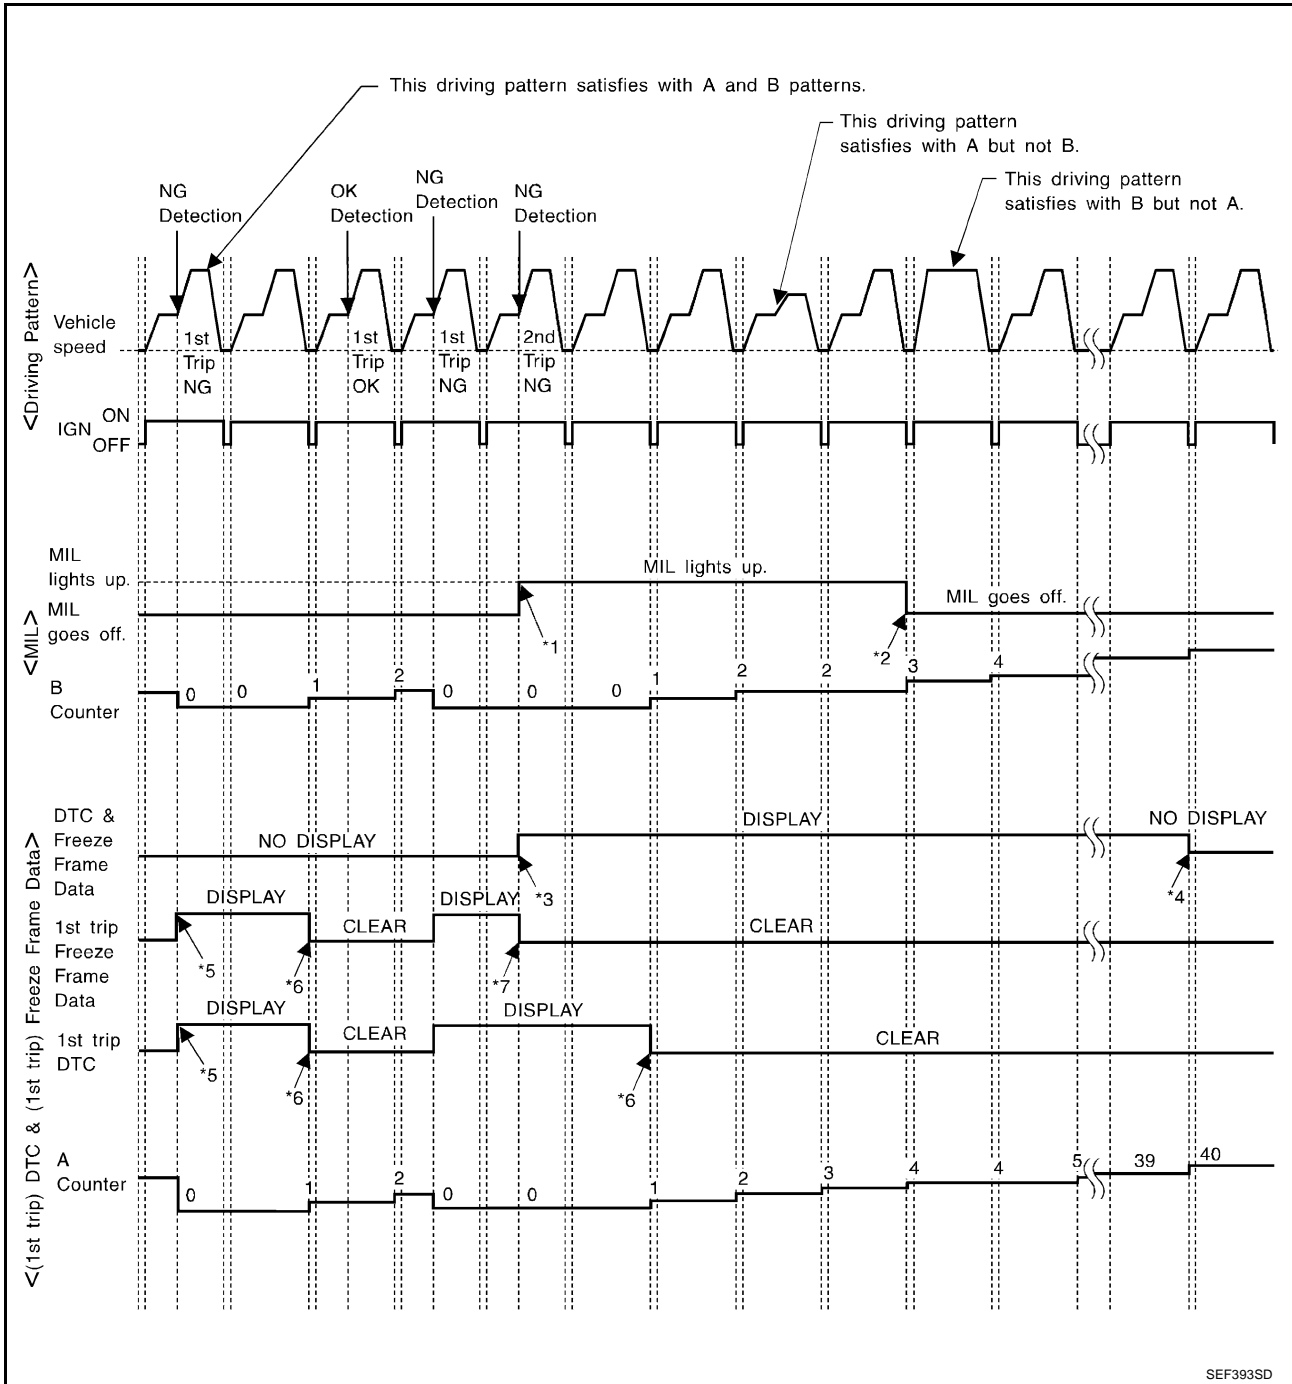 This driving pattern satisfies with A and B patterns.
This driving pattern
satisfies with A but not B.
This driving pattern
satisfies with B but not A.
NG
Detection
OK
Detection
NG
Detection
NG
Detection
<Driving Pattern>
Vehicle
speed
1st
Trip
NG
1st
Trip
OK
1st
Trip
NG
2nd
Trip
NG
IGN ON
OFF
<MIL>
MIL
lights up.
MIL lights up.
MIL
goes off.
MIL goes off.
*1
*2
B
Counter
0 0 1 2 0 0 0 1 2 2 3 4
<(1st trip) DTC & (1st trip) Freeze Frame Data>
DTC &
Freeze
Frame
Data
NO DISPLAY
DISPLAY
NO DISPLAY
*3
*4
1st trip
Freeze
Frame
Data
DISPLAY
CLEAR
DISPLAY
CLEAR
*5
*6
*7
1st trip
DTC
DISPLAY
CLEAR
DISPLAY
CLEAR
*5
*6
*6
A
Counter
0 1 2 0 0 1 2 3 4 4 5 39 40
SEF393SD